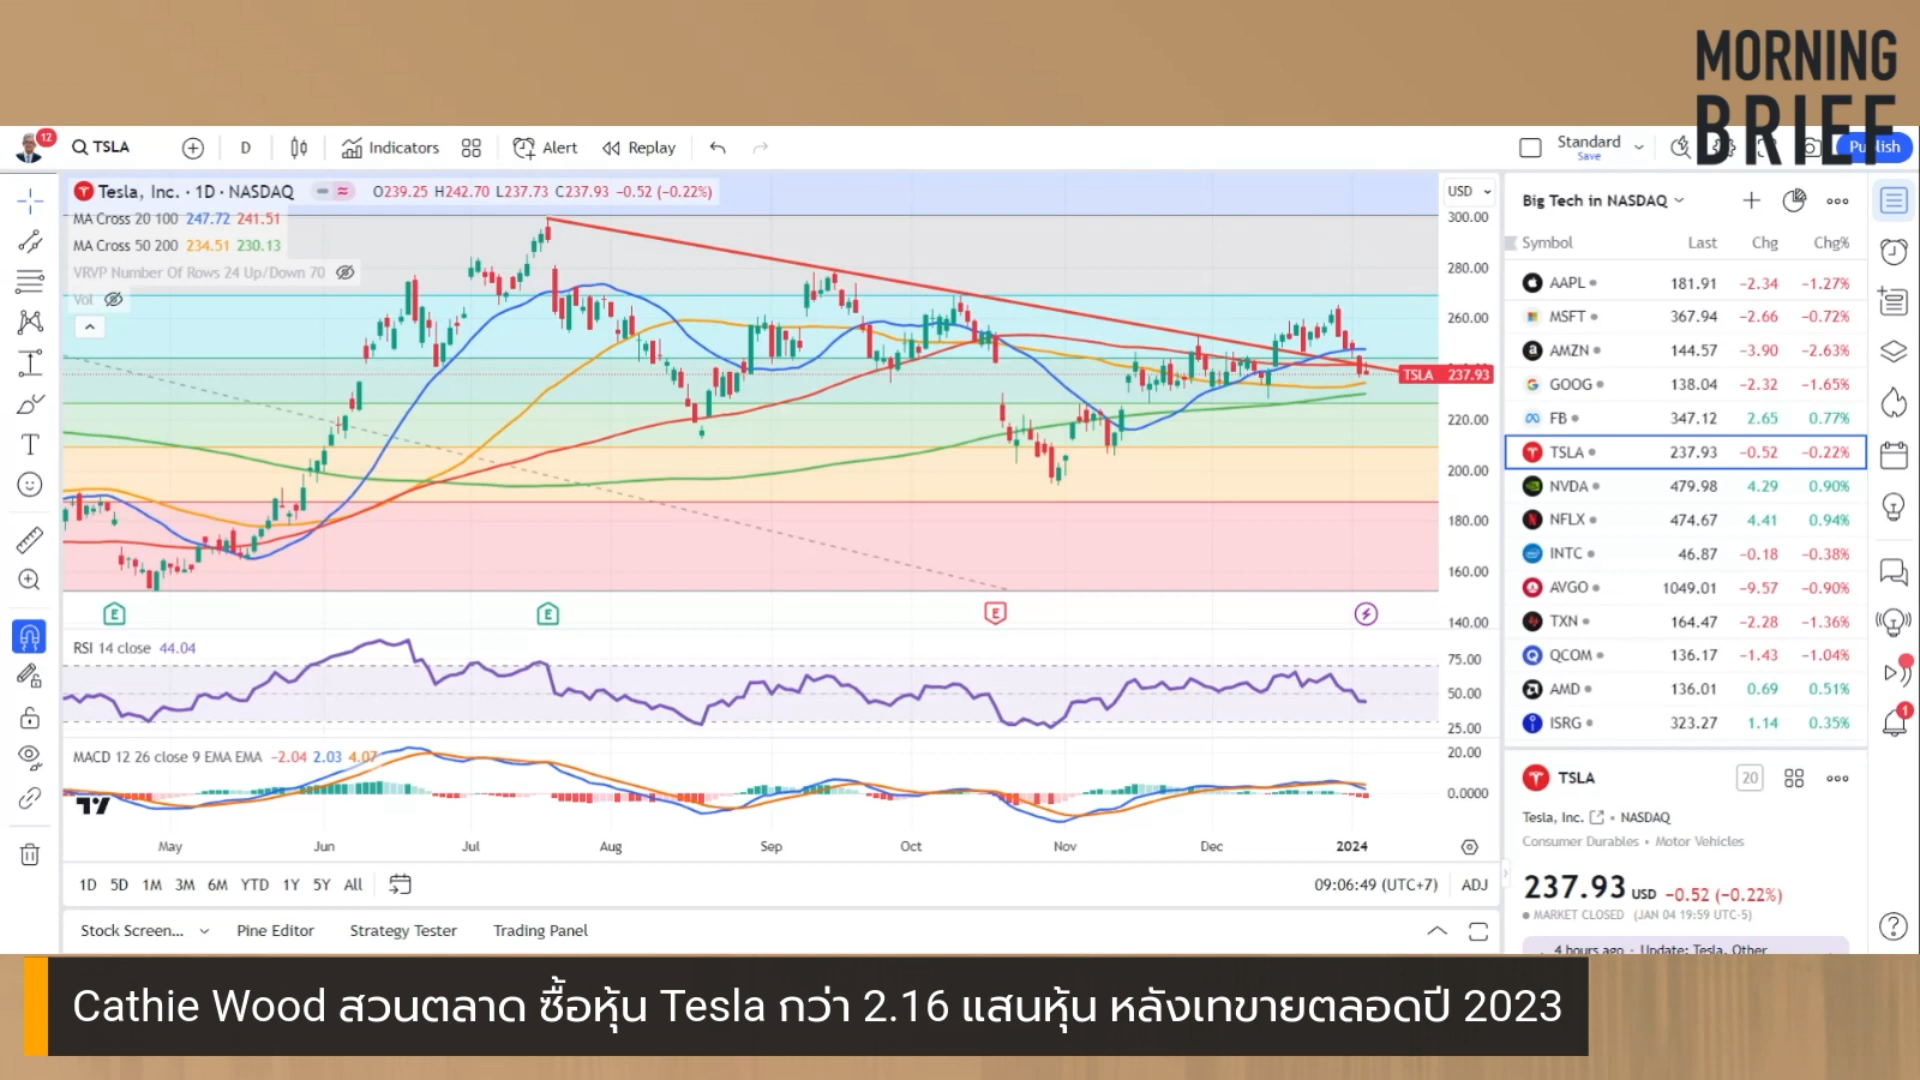 MORNING
BRIEF
12
TSLA
D
Indicators
Alert
Replay
Standard
Save
Publish
Tesla, Inc. · 1D · NASDAQ
O239.25 H242.70 L237.73 C237.93 −0.52 (−0.22%)
MA Cross 20 100 247.72 241.51
MA Cross 50 200 234.51 230.13
VRVP Number Of Rows 24 Up/Down 70
Vol
USD
300.00
280.00
260.00
TSLA 237.93
220.00
200.00
180.00
160.00
140.00
E
E
E
RSI 14 close 44.04
75.00
50.00
25.00
MACD 12 26 close 9 EMA EMA −2.04 2.03 4.07
20.00
0.0000
May Jun Jul Aug Sep Oct Nov Dec 2024
1D 5D 1M 3M 6M YTD 1Y 5Y All
09:06:49 (UTC+7) ADJ
Stock Screen... Pine Editor Strategy Tester Trading Panel
Big Tech in NASDAQ
Symbol Last Chg Chg%
AAPL 181.91 −2.34 −1.27%
MSFT 367.94 −2.66 −0.72%
AMZN 144.57 −3.90 −2.63%
GOOG 138.04 −2.32 −1.65%
FB 347.12 2.65 0.77%
TSLA 237.93 −0.52 −0.22%
NVDA 479.98 4.29 0.90%
NFLX 474.67 4.41 0.94%
INTC 46.87 −0.18 −0.38%
AVGO 1049.01 −9.57 −0.90%
TXN 164.47 −2.28 −1.36%
QCOM 136.17 −1.43 −1.04%
AMD 136.01 0.69 0.51%
ISRG 323.27 1.14 0.35%
1
TSLA
20
Tesla, Inc. • NASDAQ
Consumer Durables • Motor Vehicles
237.93 USD −0.52 (−0.22%)
MARKET CLOSED (JAN 04 19:59 UTC-5)
4 hours ago · Update: Tesla, Other
Cathie Wood สวนตลาด ซื้อหุ้น Tesla กว่า 2.16 แสนหุ้น หลังเทขายตลอดปี 2023